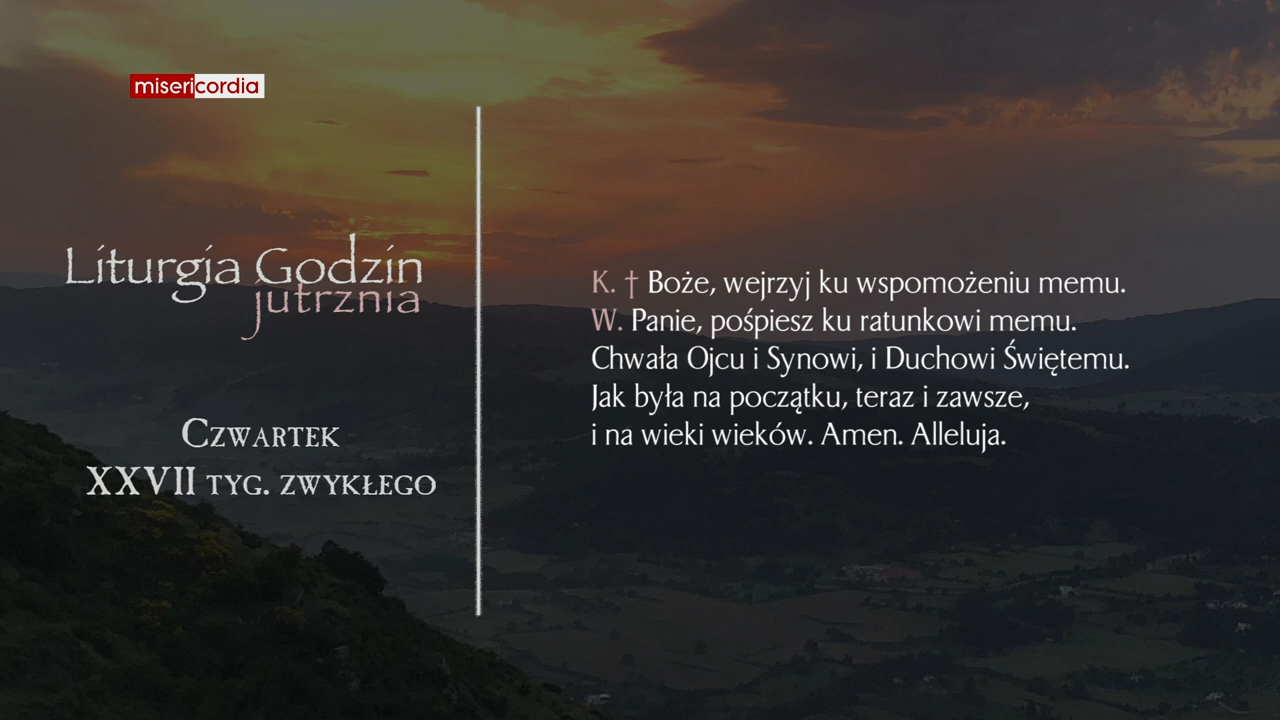 misericordia
Liturgia Godzin
jutrznia
Czwartek
XXVII tyg. zwykłego
K. † Boże, wejrzyj ku wspomożeniu memu.
W. Panie, pośpiesz ku ratunkowi memu.
Chwała Ojcu i Synowi, i Duchowi Świętemu.
Jak była na początku, teraz i zawsze,
i na wieki wieków. Amen. Alleluja.